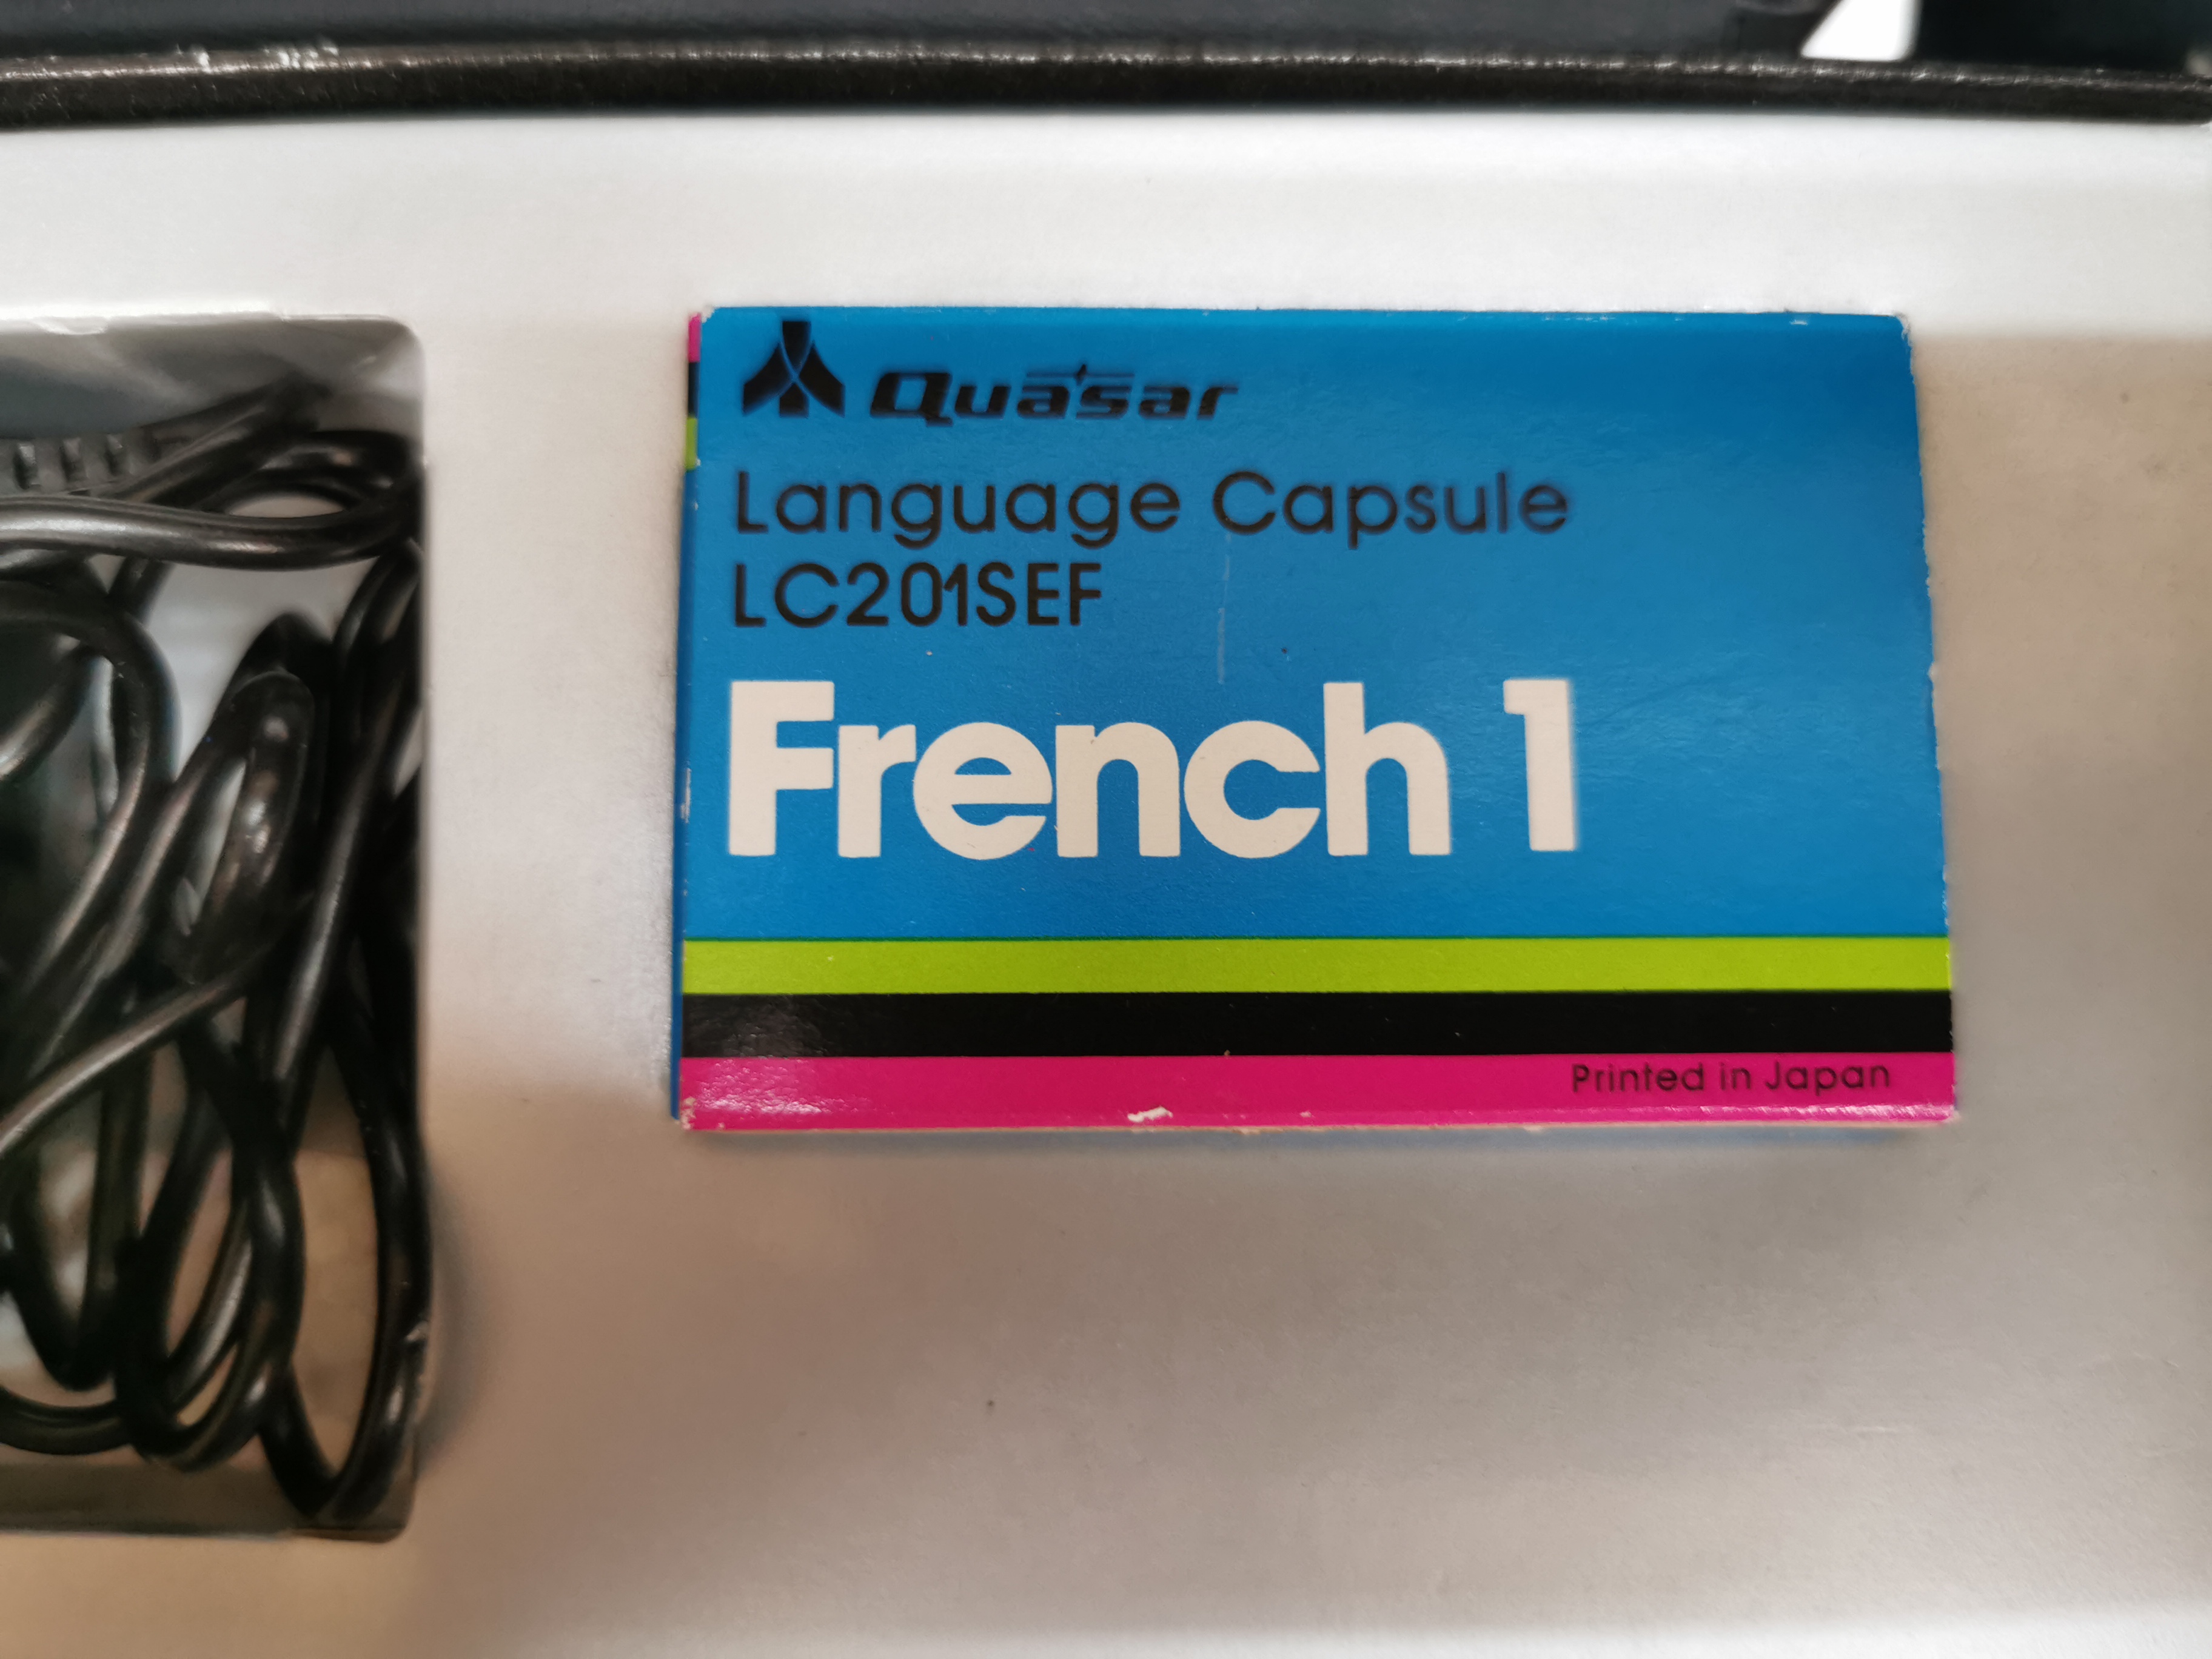 Quasar
Language Capsule
LC201SEF
French 1
Printed in Japan